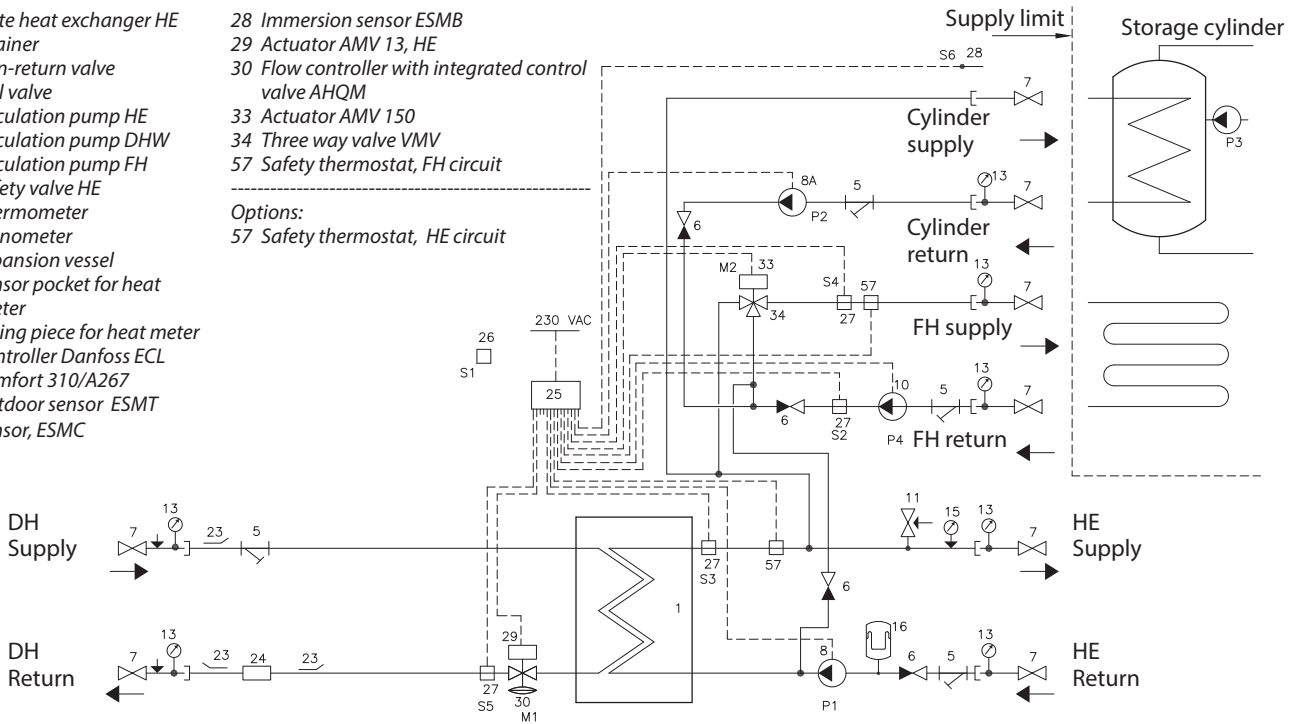 te heat exchanger HE
ainer
n-return valve
l valve
culation pump HE
culation pump DHW
culation pump FH
fety valve HE
ermometer
nometer
pansion vessel
nsor pocket for heat
eter
ing piece for heat meter
ntroller Danfoss ECL
mfort 310/A267
tdoor sensor ESMT
nsor, ESMC
28 Immersion sensor ESMB
29 Actuator AMV 13, HE
30 Flow controller with integrated control
valve AHQM
33 Actuator AMV 150
34 Three way valve VMV
57 Safety thermostat, FH circuit
Options:
57 Safety thermostat, HE circuit
Supply limit
Storage cylinder
S6 28
7
Cylinder
supply
P3
8A
5
13
7
P2
6
Cylinder
return
M2
33
S4
57
13
7
34
27
FH supply
230 VAC
26
S1
25
10
5
13
7
6
27
S2
P4
FH return
DH
Supply
7
13
23
5
27
S3
57
11
15
13
7
HE
Supply
1
6
DH
Return
7
13
23
24
23
29
27
S5
30
M1
8
P1
16
6
5
13
7
HE
Return